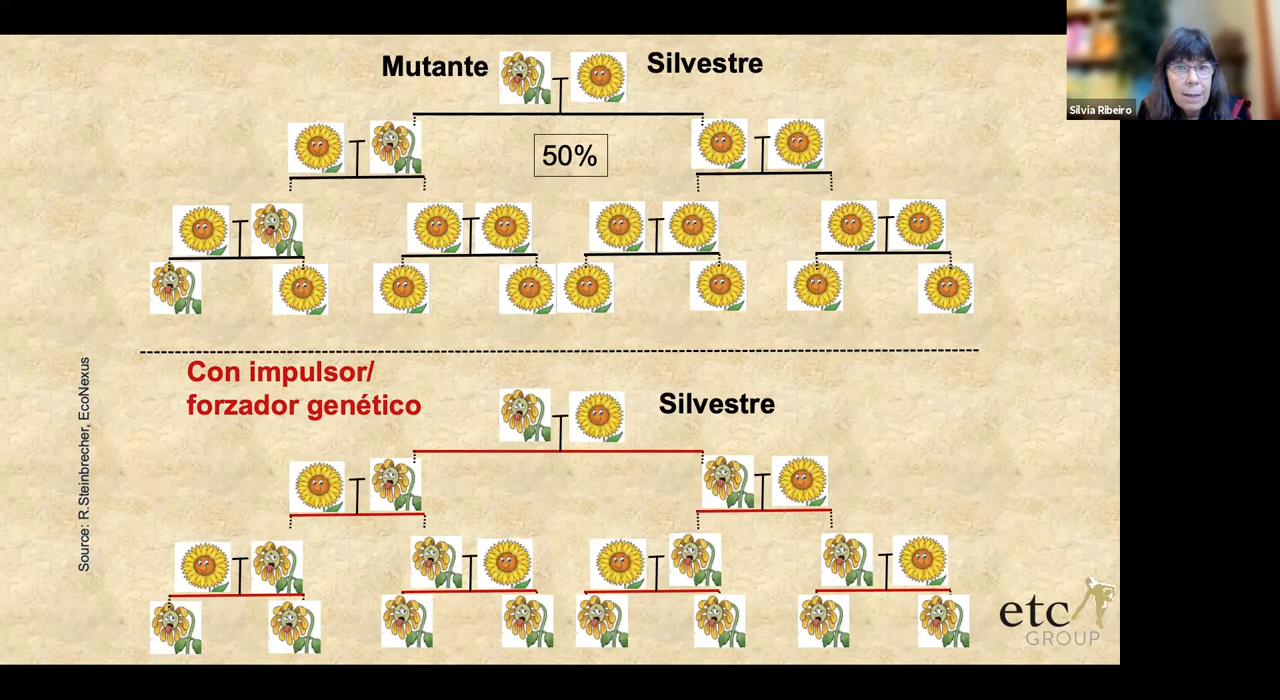 Mutante
Silvestre
Silvia Ribeiro
50%
Con impulsor/
forzador genético
Silvestre
Source: R.Steinbrecher, EcoNexus
etc
GROUP